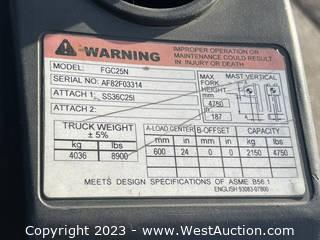 WARNING
IMPROPER OPERATION OR
MAINTENANCE COULD RESULT
IN INJURY OR DEATH
MODEL: FGC25N
SERIAL NO: AF82F03314
ATTACH 1: SS36C25I
ATTACH 2:
MAX FORK HEIGHT
MAST VERTICAL
mm
4750
in
187
TRUCK WEIGHT
± 5%
kg lbs
4036 8900
A-LOAD CENTER B-OFFSET CAPACITY
mm in mm in kg lbs
600 24 0 0 2150 4750
MEETS DESIGN SPECIFICATIONS OF ASME B56.1
ENGLISH 93083-07800
Copyright © 2023 - WestAuction.com